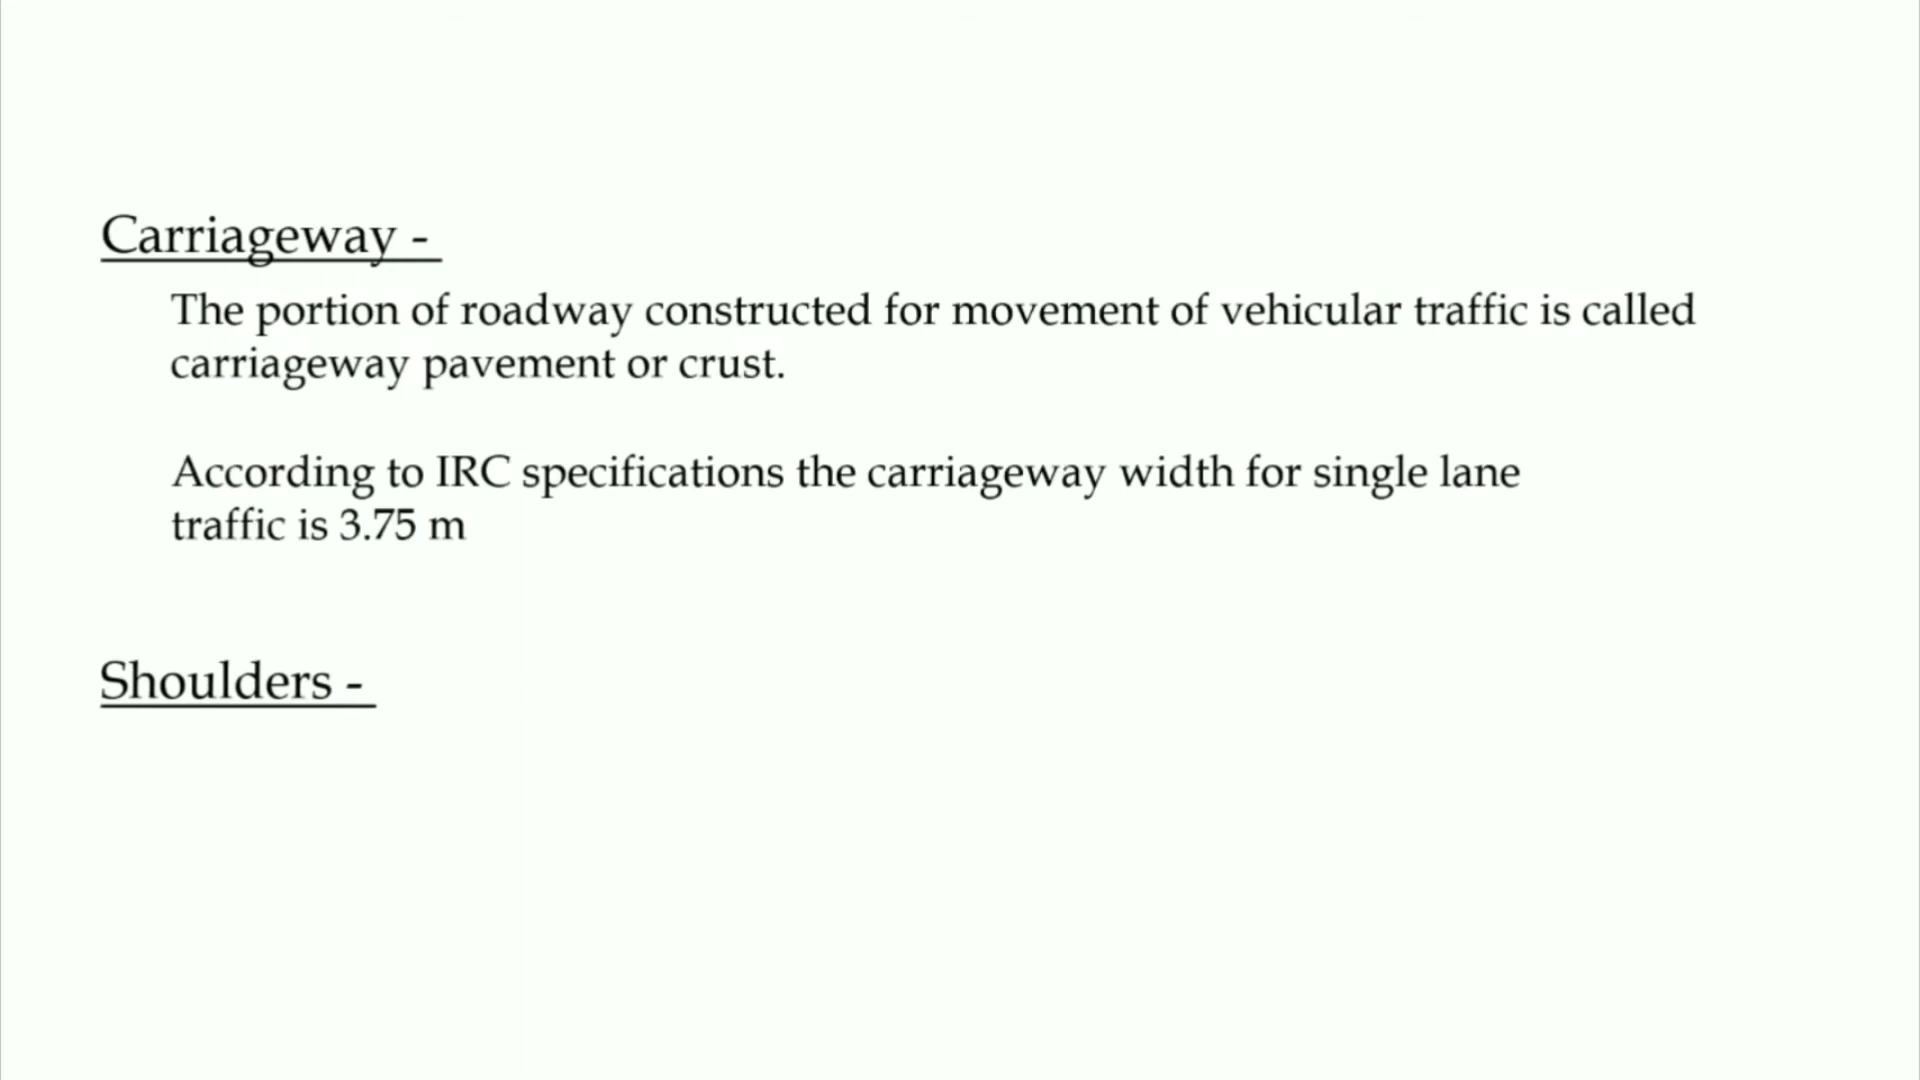 Carriageway -
The portion of roadway constructed for movement of vehicular traffic is called
carriageway pavement or crust.
According to IRC specifications the carriageway width for single lane
traffic is 3.75 m
Shoulders -